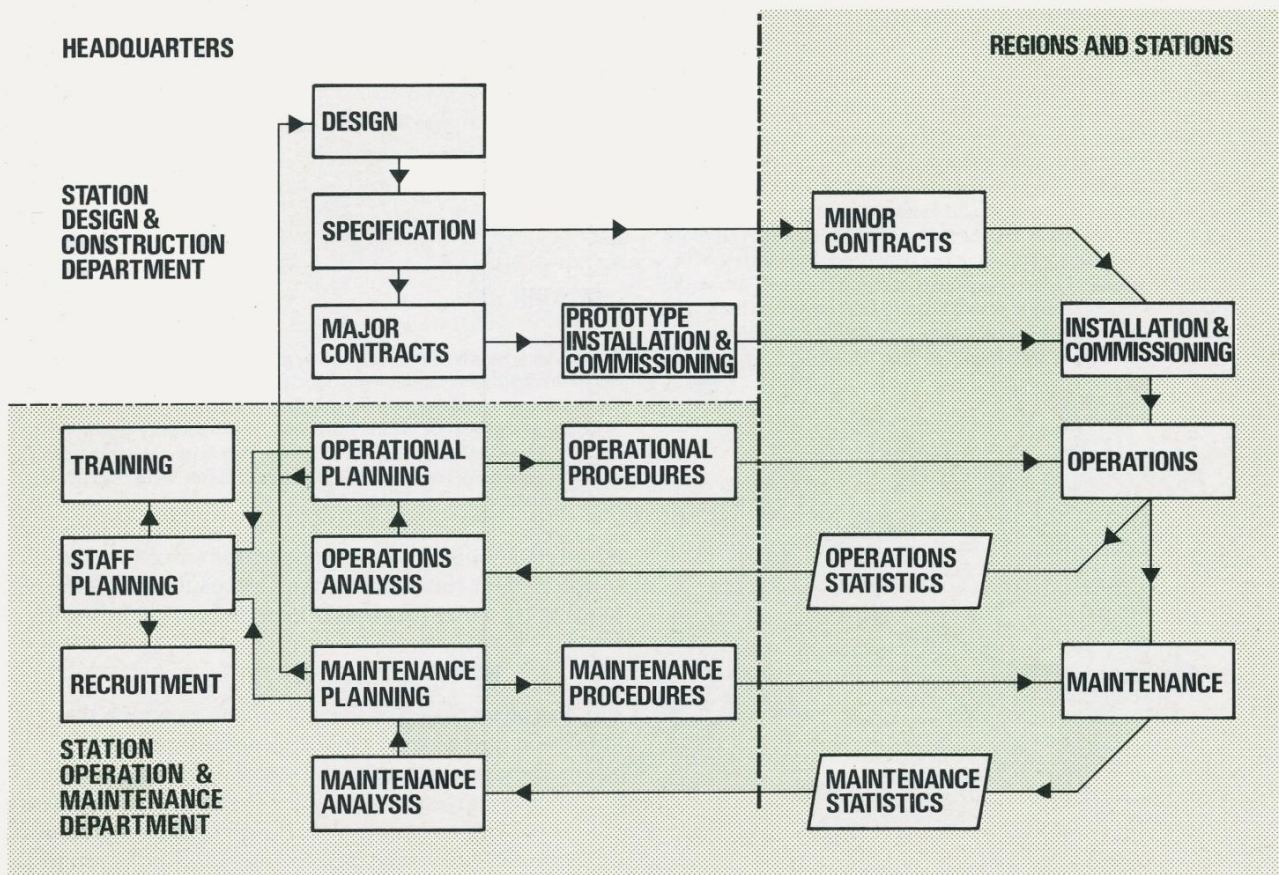 HEADQUARTERS
REGIONS AND STATIONS
STATION
DESIGN &
CONSTRUCTION
DEPARTMENT
DESIGN
SPECIFICATION
MINOR
CONTRACTS
MAJOR
CONTRACTS
PROTOTYPE
INSTALLATION &
COMMISSIONING
INSTALLATION &
COMMISSIONING
TRAINING
OPERATIONAL
PLANNING
OPERATIONAL
PROCEDURES
OPERATIONS
STAFF
PLANNING
OPERATIONS
ANALYSIS
OPERATIONS
STATISTICS
RECRUITMENT
MAINTENANCE
PLANNING
MAINTENANCE
PROCEDURES
MAINTENANCE
STATION
OPERATION &
MAINTENANCE
DEPARTMENT
MAINTENANCE
ANALYSIS
MAINTENANCE
STATISTICS